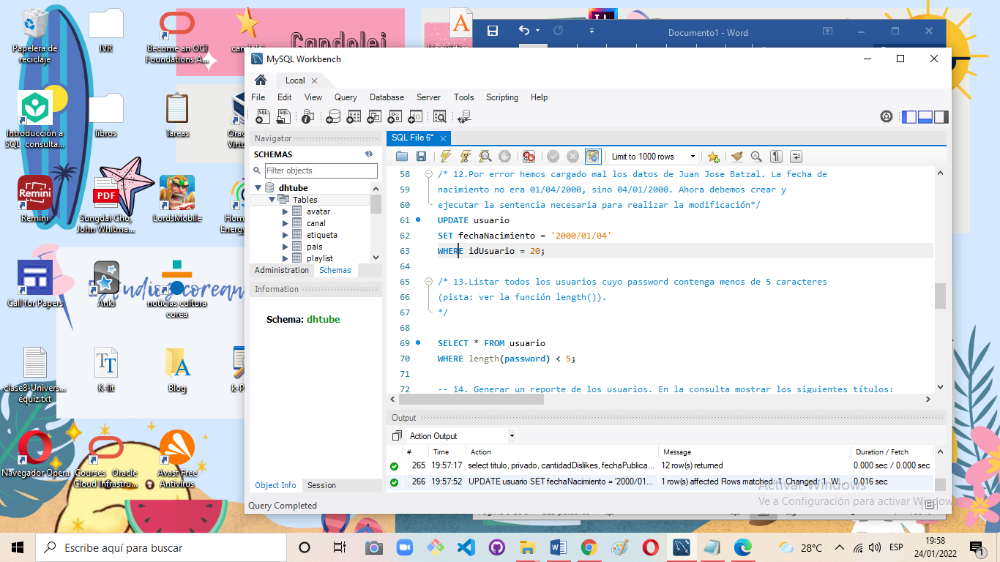 Papelera de
reciclaje
IVR
Become an OCI
Foundations A...
candolei
Candolei
Documento1 - Word
MySQL Workbench
Local
File Edit View Query Database Server Tools Scripting Help
Introducción a
SQL consulta...
libros
Tareas
Navigator
SCHEMAS
Filter objects
dhtube
Tables
avatar
canal
etiqueta
pais
playlist
Administration Schemas
Information
Schema: dhtube
Object Info Session
Query Completed
SQL File 6*
Limit to 1000 rows
58 /* 12.Por error hemos cargado mal los datos de Juan Jose Batzal. La fecha de
59 nacimiento no era 01/04/2000, sino 04/01/2000. Ahora debemos crear y
60 ejecutar la sentencia necesaria para realizar la modificación*/
61 UPDATE usuario
62 SET fechaNacimiento = '2000/01/04'
63 WHERE idUsuario = 20;
64
65 /* 13.Listar todos los usuarios cuyo password contenga menos de 5 caracteres
66 (pista: ver la función length()).
67 */
68
69 SELECT * FROM usuario
70 WHERE length(password) < 5;
71
72 -- 14. Generar un reporte de los usuarios. En la consulta mostrar los siguientes títulos:
Output
Action Output
# Time Action Message Duration / Fetch
265 19:57:17 select titulo, privado, cantidadDislikes, fechaPublica... 12 row(s) returned 0.000 sec / 0.000 sec
266 19:57:52 UPDATE usuario SET fechaNacimiento = '2000/01... 1 row(s) affected Rows matched: 1 Changed: 1 W... 0.016 sec
Activar Windows
Ve a Configuración para activar Window
Remini
Remini
PDF
Sungdai Cho,
John Whitma...
LordsMobile
Call for Papers
Anki
noticias cultura
corea
clase8-Univers...
équiz.txt
K-lit
Blog
Navegador Opera
Courses Oracle
Cloud Infrastru...
Avast Free
Antivirus
Escribe aquí para buscar
28°C
ESP
19:58
24/01/2022
1